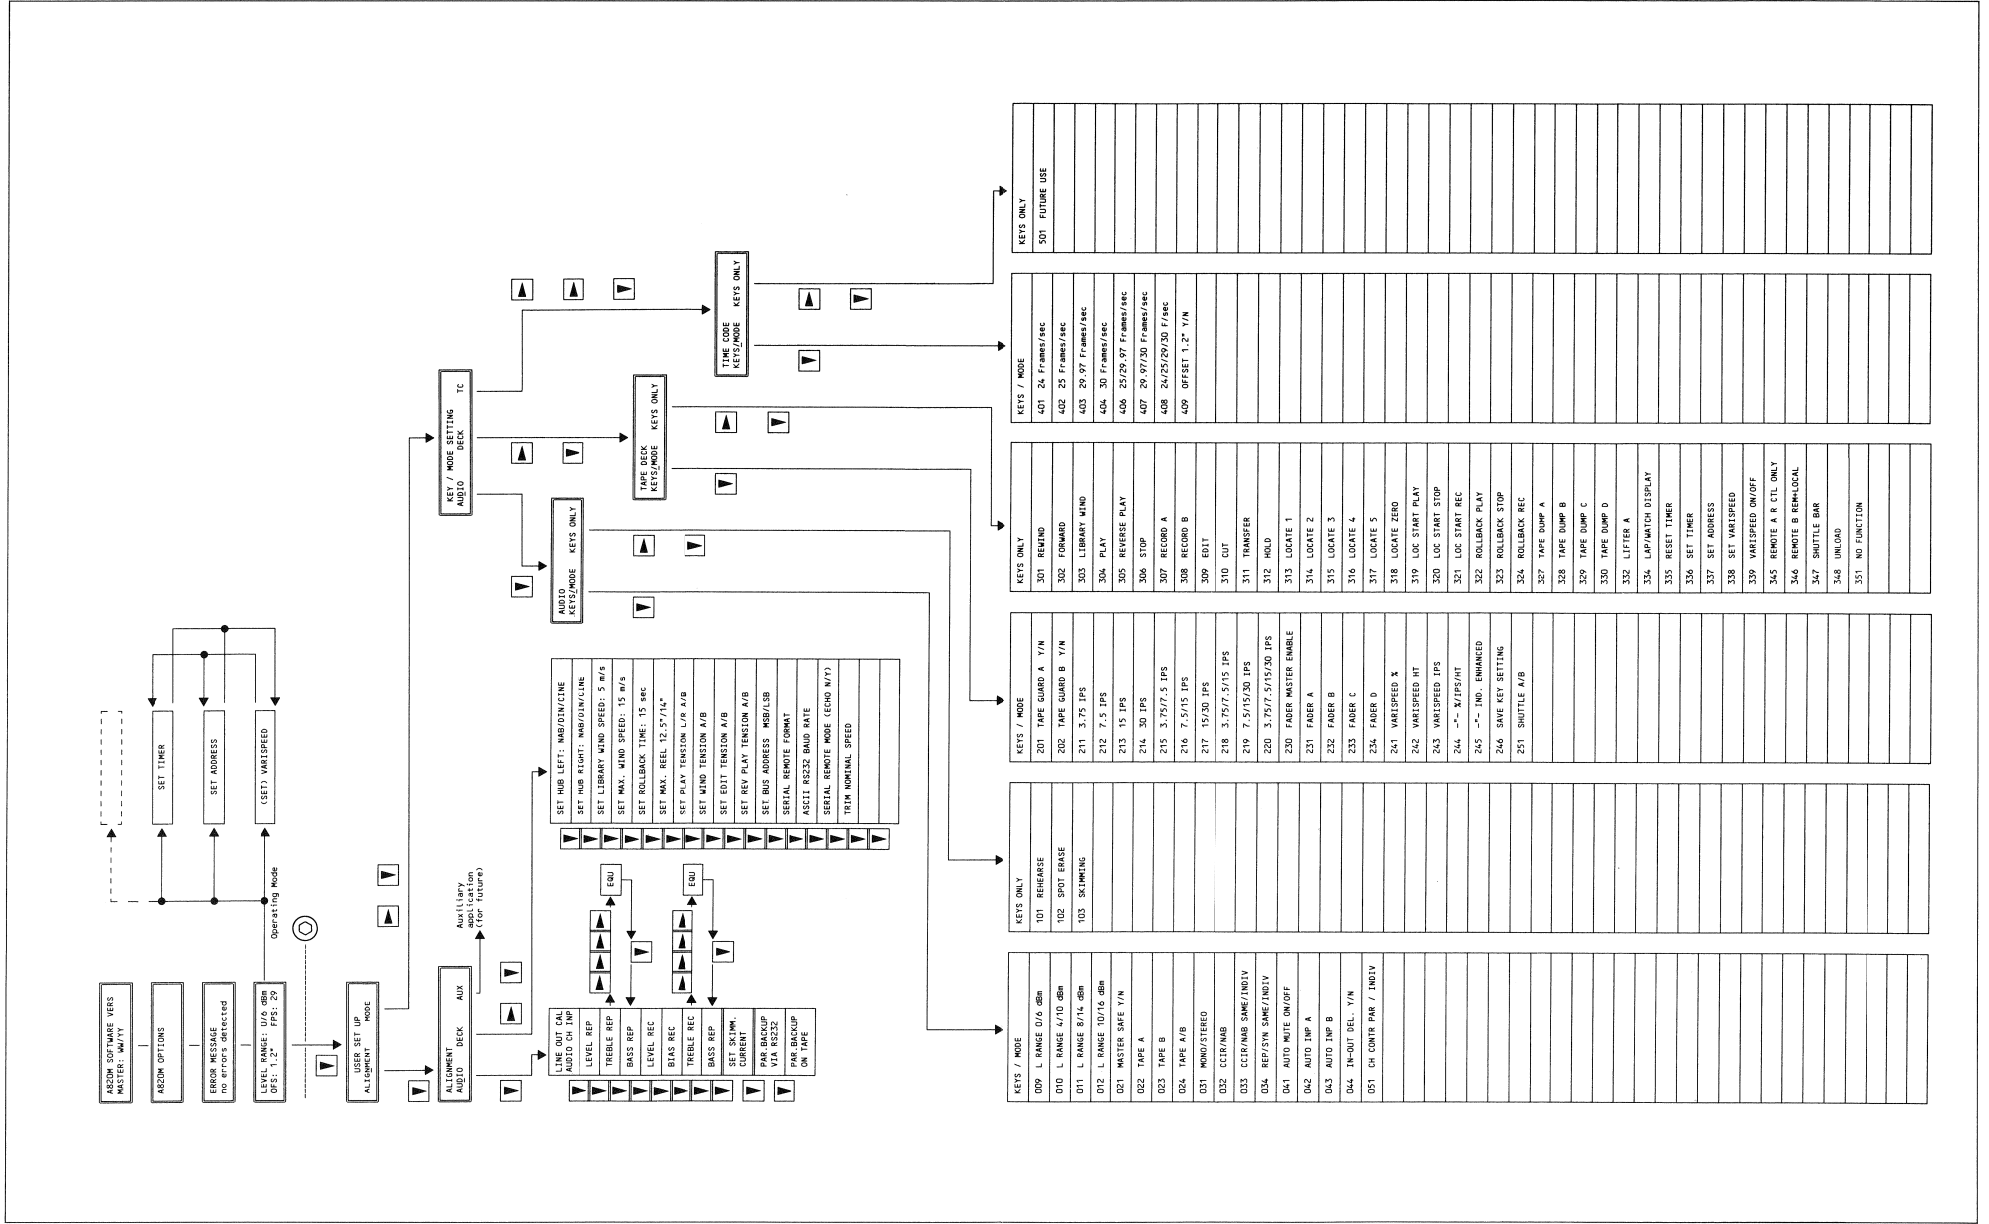 A820M SOFTWARE VERS
MASTER: WW/YY
A820M OPTIONS
ERROR MESSAGE
no errors detected
LEVEL RANGE: 0/6 dBm
OFS: 1.2" FPS: 29
Operating Mode
SET TIMER
SET ADDRESS
(SET) VARISPEED
USER SET UP
ALIGNMENT MODE
ALIGNMENT
AUDIO DECK AUX
Auxiliary
application
(for future)
KEY / MODE SETTING
AUDIO DECK TC
AUDIO
KEYS/MODE KEYS ONLY
TAPE DECK
KEYS/MODE KEYS ONLY
TIME CODE
KEYS/MODE KEYS ONLY
LINE OUT CAL
AUDIO CH INP
LEVEL REP
TREBLE REP
BASS REP
LEVEL REC
BIAS REC
TREBLE REC
BASS REP
SET SKIMM.
CURRENT
PAR.BACKUP
VIA RS232
PAR.BACKUP
ON TAPE
EQU
EQU
SET HUB LEFT: NAB/DIN/CINE
SET HUB RIGHT: NAB/DIN/CINE
SET LIBRARY WIND SPEED: 5 m/s
SET MAX. WIND SPEED: 15 m/s
SET ROLLBACK TIME: 15 sec
SET MAX. REEL 12.5"/14"
SET PLAY TENSION L/R A/B
SET WIND TENSION A/B
SET EDIT TENSION A/B
SET REV PLAY TENSION A/B
SET BUS ADDRESS MSB/LSB
SERIAL REMOTE FORMAT
ASCII RS232 BAUD RATE
SERIAL REMOTE MODE (ECHO N/Y)
TRIM NOMINAL SPEED
KEYS / MODE
009 L RANGE 0/6 dBm
010 L RANGE 4/10 dBm
011 L RANGE 8/14 dBm
012 L RANGE 10/16 dBm
021 MASTER SAFE Y/N
022 TAPE A
023 TAPE B
024 TAPE A/B
031 MONO/STEREO
032 CCIR/NAB
033 CCIR/NAB SAME/INDIV
034 REP/SYN SAME/INDIV
041 AUTO MUTE ON/OFF
042 AUTO INP A
043 AUTO INP B
044 IN-OUT DEL. Y/N
051 CH CONTR PAR / INDIV
KEYS ONLY
101 REHEARSE
102 SPOT ERASE
103 SKIMMING
KEYS / MODE
201 TAPE GUARD A Y/N
202 TAPE GUARD B Y/N
211 3.75 IPS
212 7.5 IPS
213 15 IPS
214 30 IPS
215 3.75/7.5 IPS
216 7.5/15 IPS
217 15/30 IPS
218 3.75/7.5/15 IPS
219 7.5/15/30 IPS
220 3.75/7.5/15/30 IPS
230 FADER MASTER ENABLE
231 FADER A
232 FADER B
233 FADER C
234 FADER D
241 VARISPEED %
242 VARISPEED HT
243 VARISPEED IPS
244 -"- %/IPS/HT
245 -"- IND. ENHANCED
246 SAVE KEY SETTING
251 SHUTTLE A/B
KEYS ONLY
301 REWIND
302 FORWARD
303 LIBRARY WIND
304 PLAY
305 REVERSE PLAY
306 STOP
307 RECORD A
308 RECORD B
309 EDIT
310 CUT
311 TRANSFER
312 HOLD
313 LOCATE 1
314 LOCATE 2
315 LOCATE 3
316 LOCATE 4
317 LOCATE 5
318 LOCATE ZERO
319 LOC START PLAY
320 LOC START STOP
321 LOC START REC
322 ROLLBACK PLAY
323 ROLLBACK STOP
324 ROLLBACK REC
327 TAPE DUMP A
328 TAPE DUMP B
329 TAPE DUMP C
330 TAPE DUMP D
332 LIFTER A
334 LAP/WATCH DISPLAY
335 RESET TIMER
336 SET TIMER
337 SET ADDRESS
338 SET VARISPEED
339 VARISPEED ON/OFF
345 REMOTE A R CTL ONLY
346 REMOTE B REM+LOCAL
347 SHUTTLE BAR
348 UNLOAD
351 NO FUNCTION
KEYS / MODE
401 24 Frames/sec
402 25 Frames/sec
403 29.97 Frames/sec
404 30 Frames/sec
406 25/29.97 Frames/sec
407 29.97/30 Frames/sec
408 24/25/29/30 F/sec
409 OFFSET 1.2" Y/N
KEYS ONLY
501 FUTURE USE